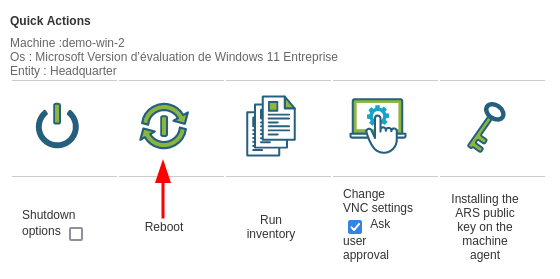 Quick Actions
Machine :demo-win-2
Os : Microsoft Version d'évaluation de Windows 11 Entreprise
Entity : Headquarter
Shutdown
options
Reboot
Run
inventory
Change
VNC settings
Ask
user
approval
Installing the
ARS public
key on the
machine
agent